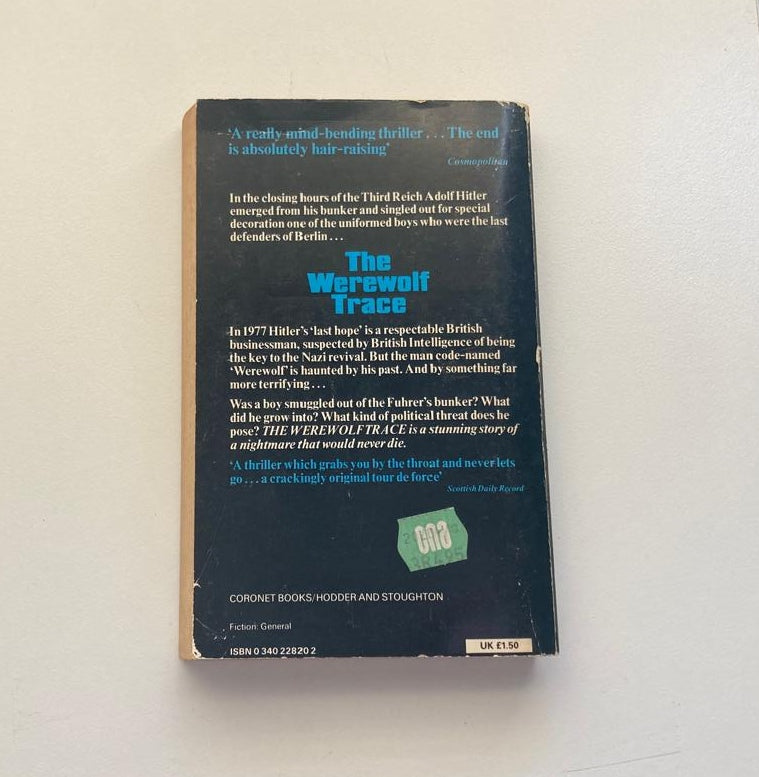 'A really mind-bending thriller . . . The end
is absolutely hair-raising'
Cosmopolitan
In the closing hours of the Third Reich Adolf Hitler
emerged from his bunker and singled out for special
decoration one of the uniformed boys who were the last
defenders of Berlin . . .
The
Werewolf
Trace
In 1977 Hitler's 'last hope' is a respectable British
businessman, suspected by British Intelligence of being
the key to the Nazi revival. But the man code-named
'Werewolf' is haunted by his past. And by something far
more terrifying . . .
Was a boy smuggled out of the Fuhrer's bunker? What
did he grow into? What kind of political threat does he
pose? THE WEREWOLF TRACE is a stunning story of
a nightmare that would never die.
'A thriller which grabs you by the throat and never lets
go . . . a crackingly original tour de force'
Scottish Daily Record
cna
CORONET BOOKS/HODDER AND STOUGHTON
Fiction: General
ISBN 0 340 22820 2
UK £1.50